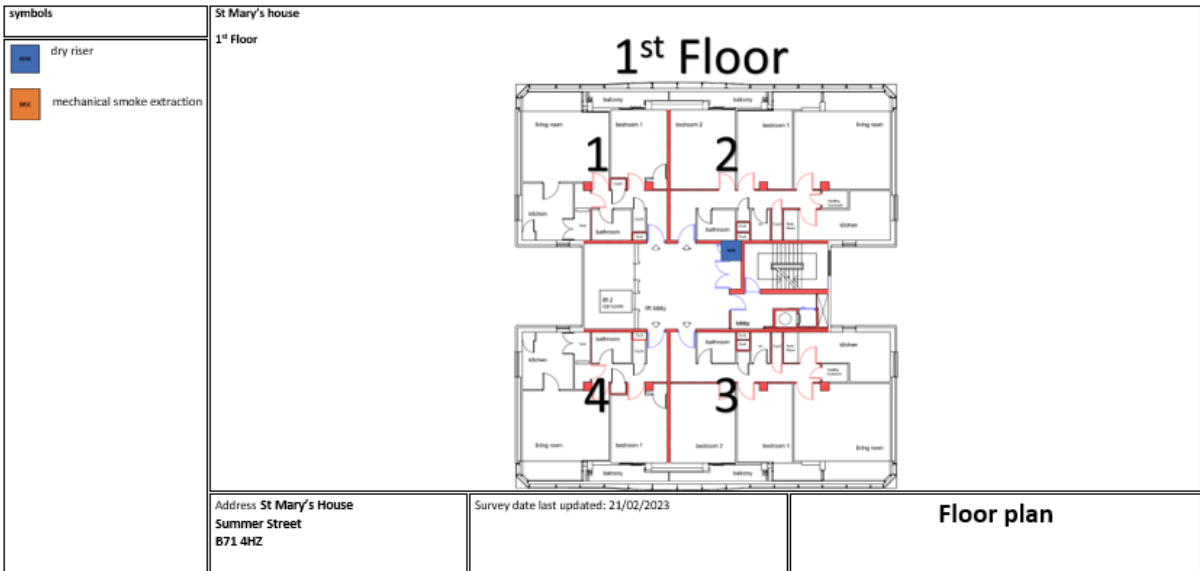 symbols
dry riser
MSE
mechanical smoke extraction
St Mary's house
1st Floor
1st Floor
balcony
balcony
living room
bedroom 1
bedroom 2
bedroom 1
living room
1
2
kitchen
bathroom
bathroom
kitchen
lift 2
lift lobby
lobby
kitchen
bathroom
bathroom
kitchen
4
3
living room
bedroom 1
bedroom 2
bedroom 1
living room
balcony
balcony
Address St Mary's House
Summer Street
B71 4HZ
Survey date last updated: 21/02/2023
Floor plan